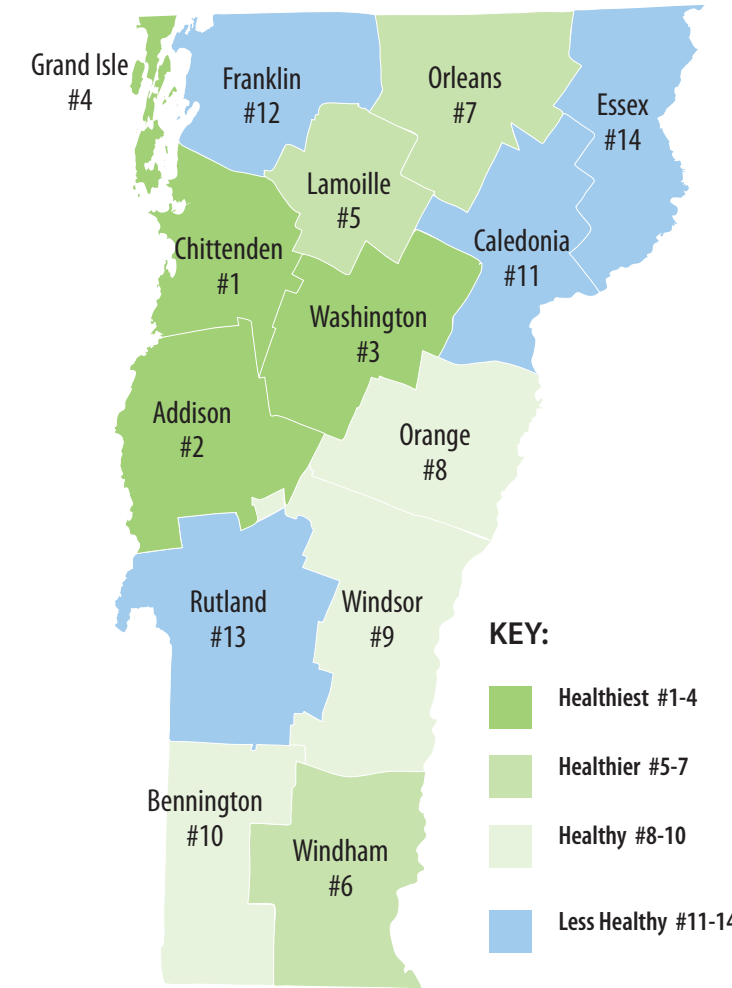 Grand Isle
#4
Franklin
#12
Orleans
#7
Essex
#14
Lamoille
#5
Chittenden
#1
Caledonia
#11
Washington
#3
Addison
#2
Orange
#8
Rutland
#13
Windsor
#9
Bennington
#10
Windham
#6
KEY:
Healthiest #1-4
Healthier #5-7
Healthy #8-10
Less Healthy #11-14